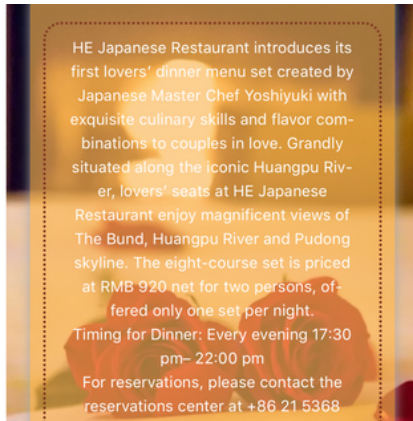 HE Japanese Restaurant introduces its
first lovers' dinner menu set created by
Japanese Master Chef Yoshiyuki with
exquisite culinary skills and flavor com-
binations to couples in love. Grandly
situated along the iconic Huangpu Riv-
er, lovers' seats at HE Japanese
Restaurant enjoy magnificent views of
The Bund, Huangpu River and Pudong
skyline. The eight-course set is priced
at RMB 920 net for two persons, of-
fered only one set per night.
Timing for Dinner: Every evening 17:30
pm– 22:00 pm
For reservations, please contact the
reservations center at +86 21 5368